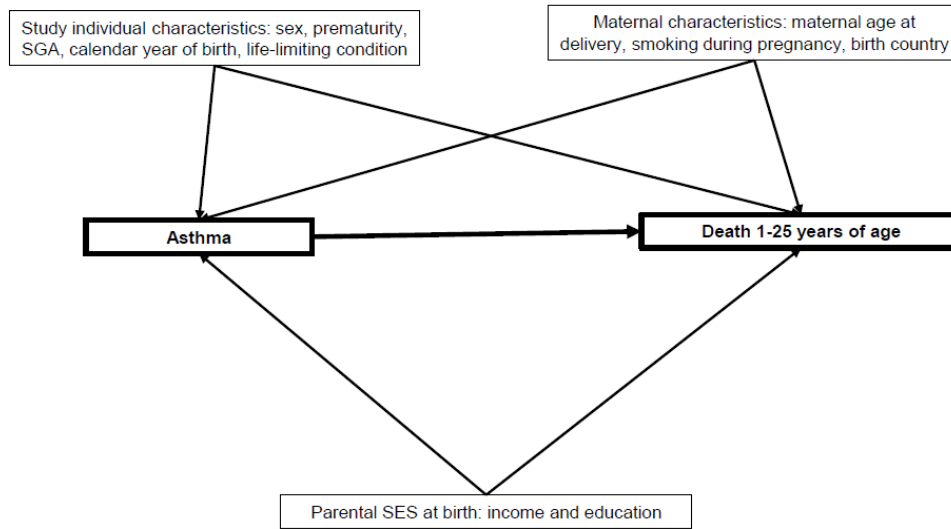 Study individual characteristics: sex, prematurity,
SGA, calendar year of birth, life-limiting condition
Maternal characteristics: maternal age at
delivery, smoking during pregnancy, birth country
Asthma
Death 1-25 years of age
Parental SES at birth: income and education